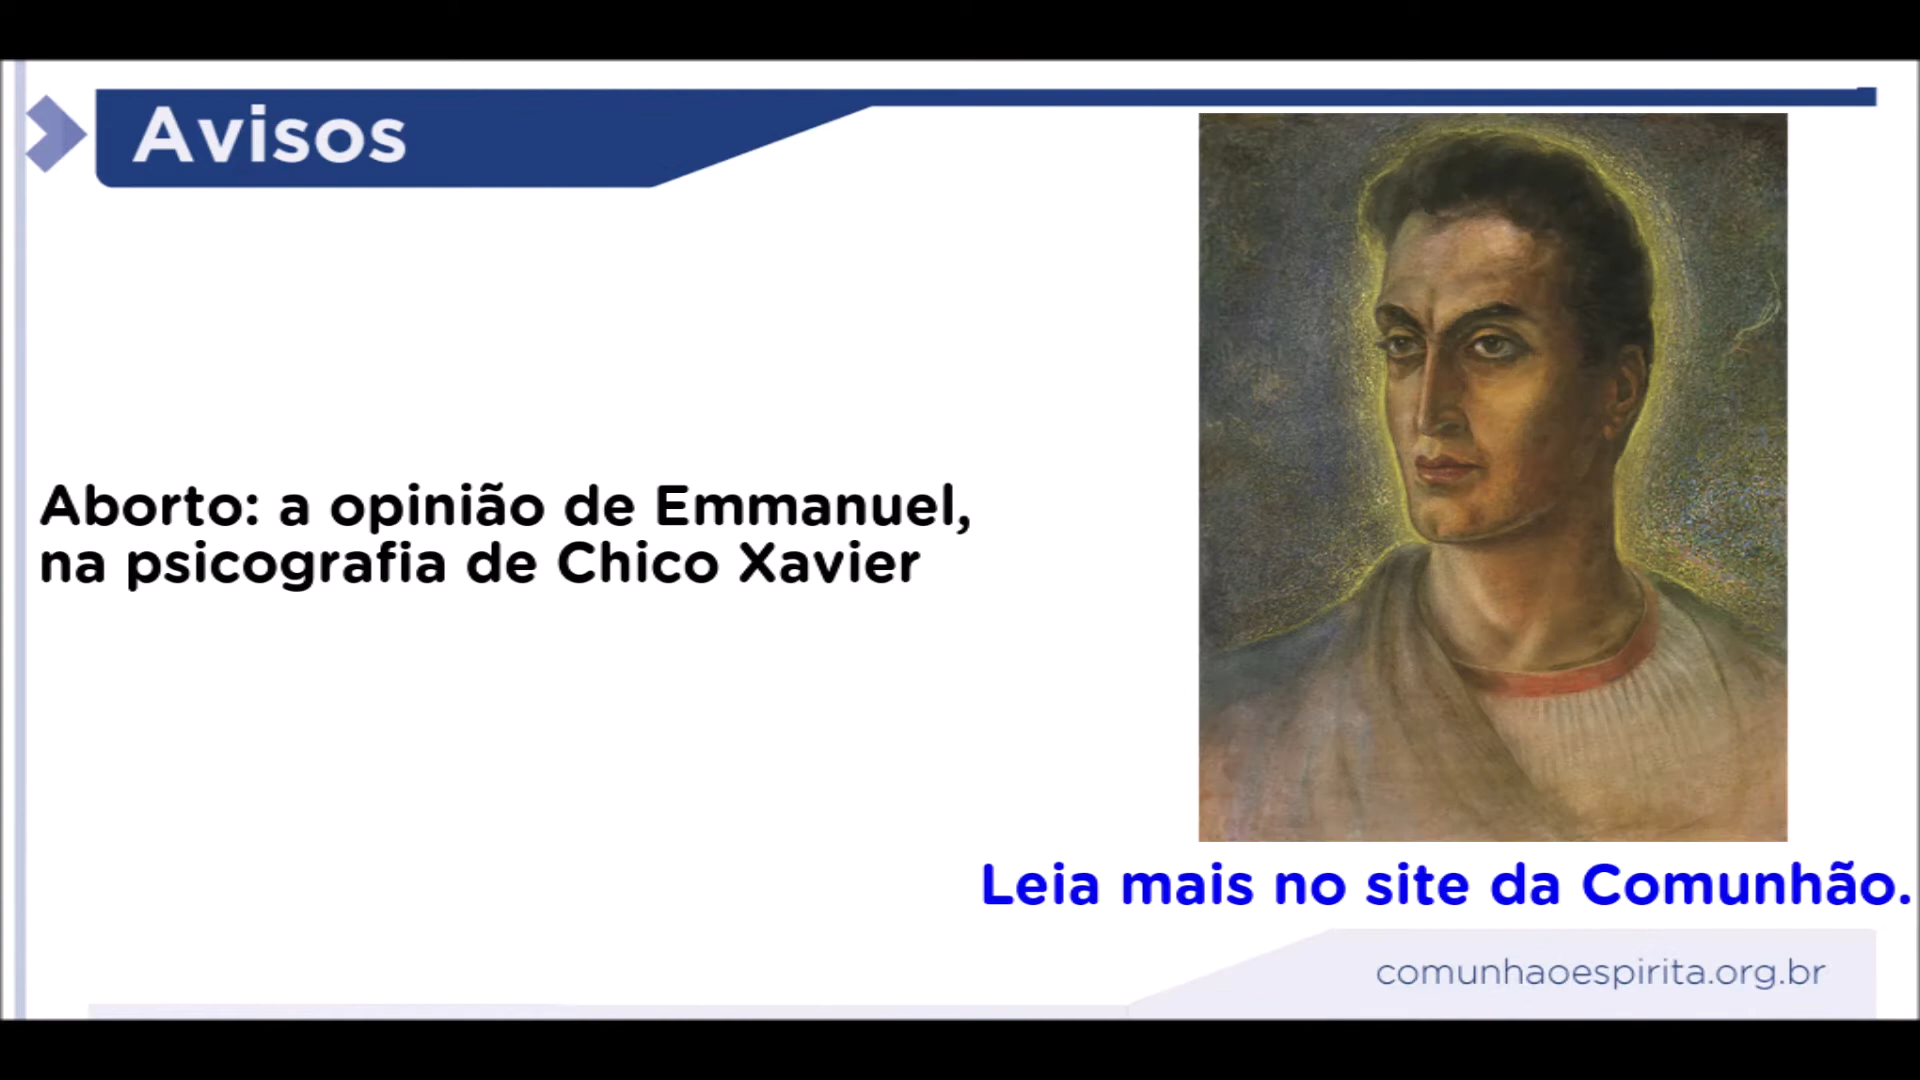 Avisos
Aborto: a opinião de Emmanuel,
na psicografia de Chico Xavier
Leia mais no site da Comunhão.
comunhaoespirita.org.br